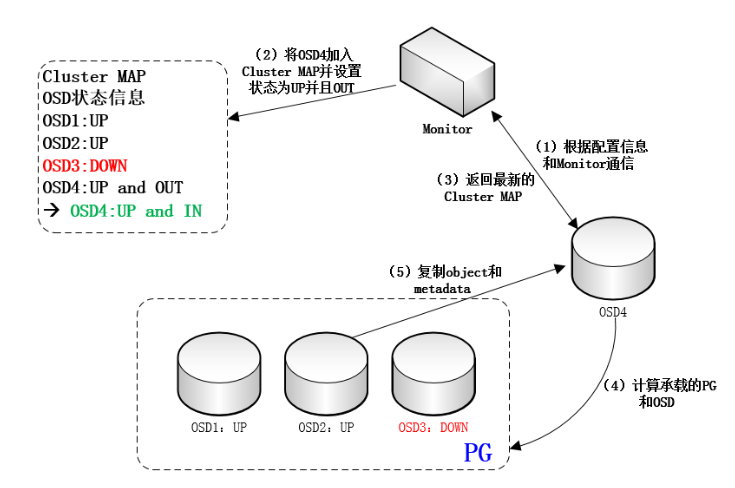 (2) 将OSD4加入
Cluster MAP并设置
状态为UP并且OUT
Cluster MAP
OSD状态信息
OSD1:UP
OSD2:UP
OSD3:DOWN
OSD4:UP and OUT
→ OSD4:UP and IN
Monitor
(1) 根据配置信息
和Monitor通信
(3) 返回最新的
Cluster MAP
(5) 复制object和
metadata
OSD4
(4) 计算承载的PG
和OSD
OSD1: UP
OSD2: UP
OSD3: DOWN
PG